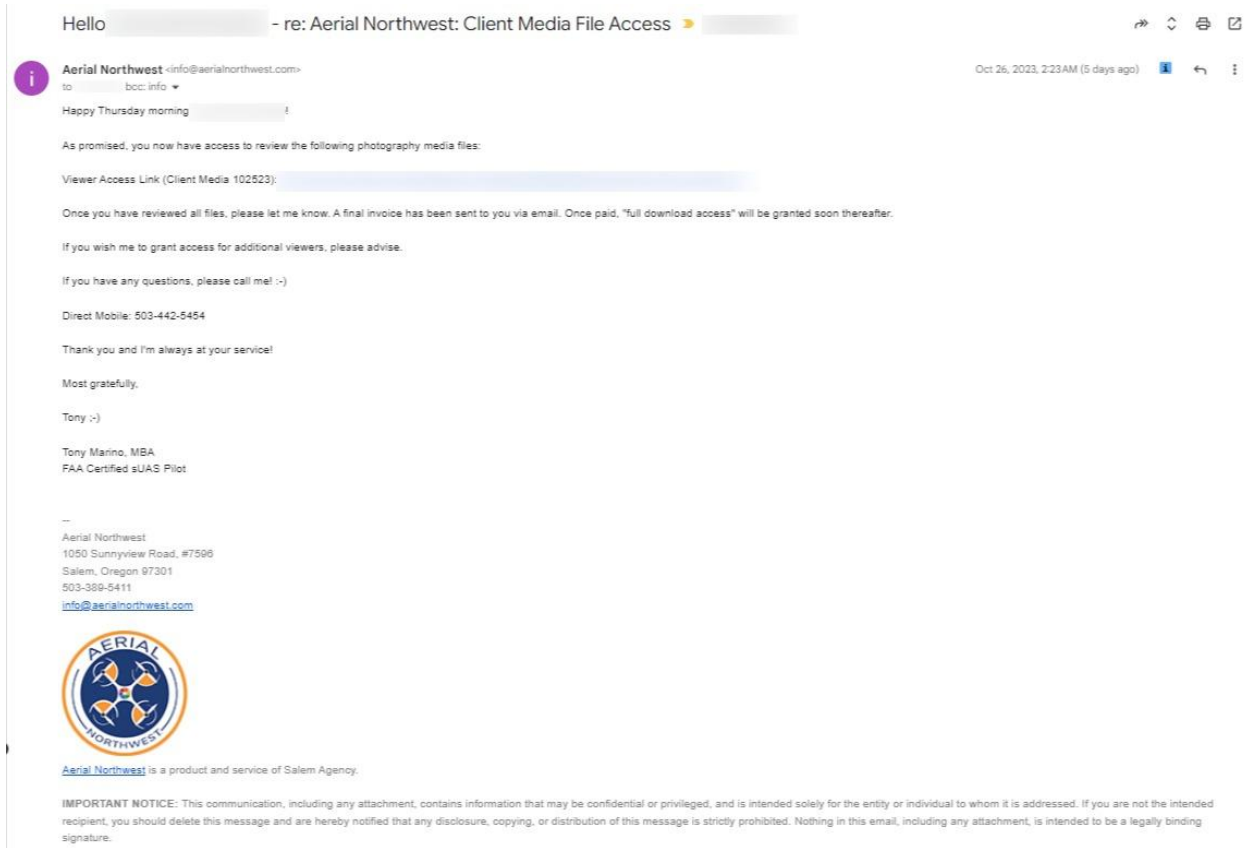 Hello - re: Aerial Northwest: Client Media File Access
Aerial Northwest <info@aerialnorthwest.com>
Oct 26, 2023, 2:23 AM (5 days ago)
to bcc: info
Happy Thursday morning !
As promised, you now have access to review the following photography media files:
Viewer Access Link (Client Media 102523):
Once you have reviewed all files, please let me know. A final invoice has been sent to you via email. Once paid, "full download access" will be granted soon thereafter.
If you wish me to grant access for additional viewers, please advise.
If you have any questions, please call me! :-)
Direct Mobile: 503-442-5454
Thank you and I'm always at your service!
Most gratefully,
Tony :-)
Tony Marino, MBA
FAA Certified sUAS Pilot
--
Aerial Northwest
1050 Sunnyview Road, #7596
Salem, Oregon 97301
503-389-5411
info@aerialnorthwest.com
AERIAL
NORTHWEST
Aerial Northwest is a product and service of Salem Agency.
IMPORTANT NOTICE: This communication, including any attachment, contains information that may be confidential or privileged, and is intended solely for the entity or individual to whom it is addressed. If you are not the intended
recipient, you should delete this message and are hereby notified that any disclosure, copying, or distribution of this message is strictly prohibited. Nothing in this email, including any attachment, is intended to be a legally binding
signature.